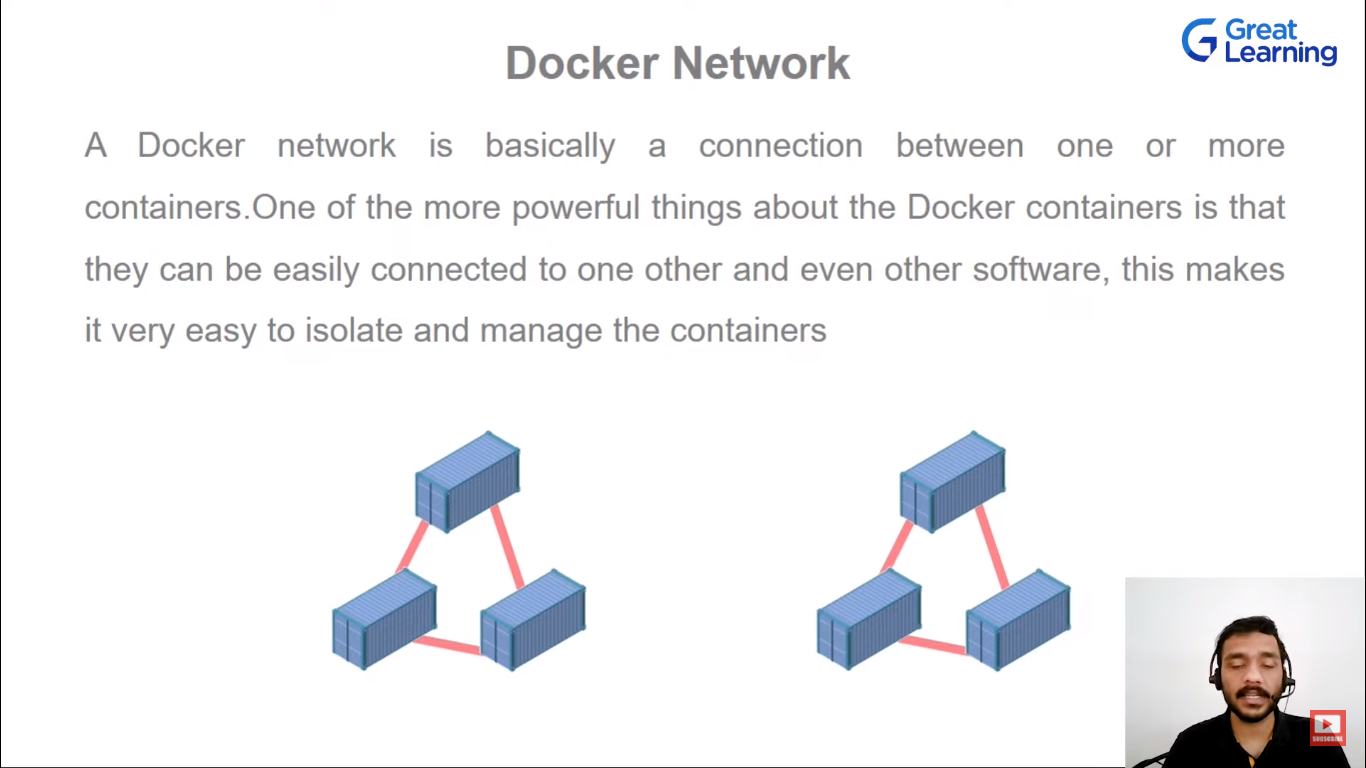 Great
Learning
Docker Network
A Docker network is basically a connection between one or more
containers.One of the more powerful things about the Docker containers is that
they can be easily connected to one other and even other software, this makes
it very easy to isolate and manage the containers
SUBSCRIBE